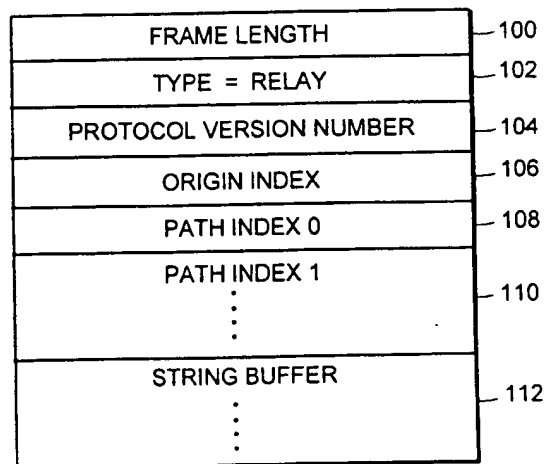 FRAME LENGTH 100
TYPE = RELAY 102
PROTOCOL VERSION NUMBER 104
ORIGIN INDEX 106
PATH INDEX 0 108
PATH INDEX 1 110
STRING BUFFER 112